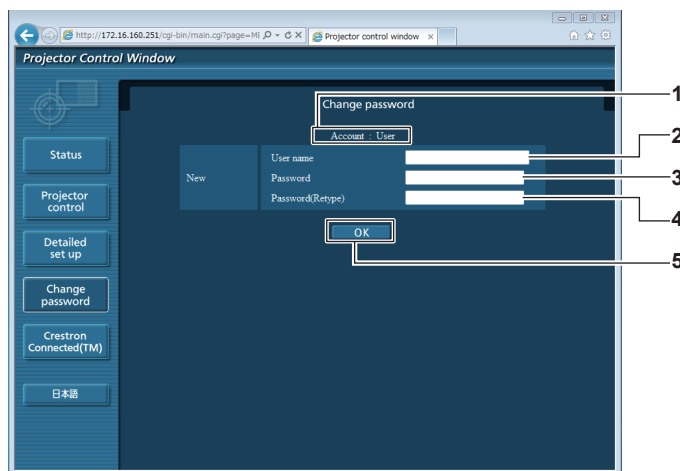 http://172.16.160.251/cgi-bin/main.cgi?page=MI
Projector control window
Projector Control Window
Change password
1
Account : User
2
User name
Status
New
Password
3
Password(Retype)
Projector
control
4
OK
Detailed
set up
5
Change
password
Crestron
Connected(TM)
日本語